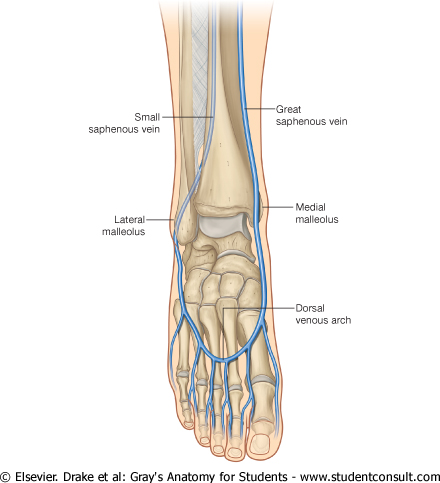 Small
saphenous vein
Great
saphenous vein
Lateral
malleolus
Medial
malleolus
Dorsal
venous arch
© Elsevier. Drake et al: Gray's Anatomy for Students - www.studentconsult.com